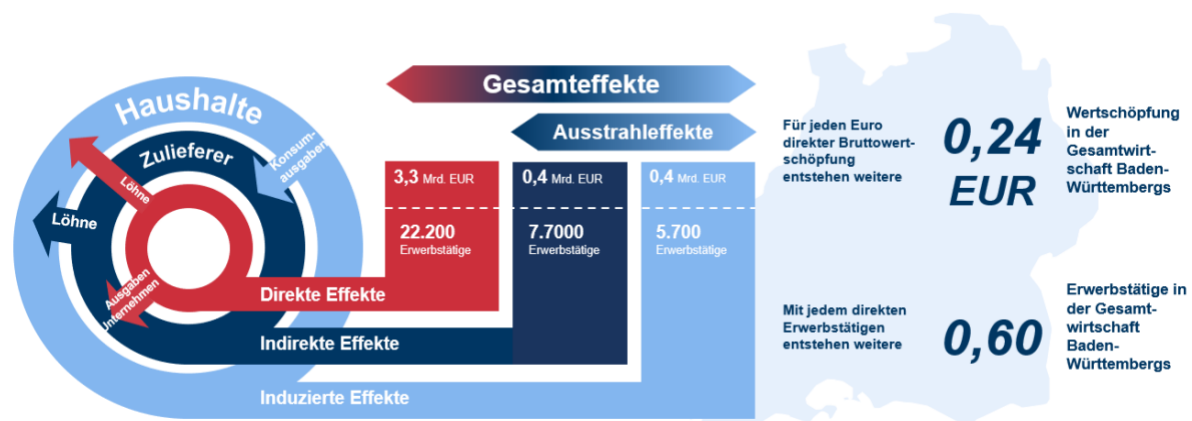 Haushalte
Zulieferer
Konsum-
ausgaben
Löhne
Löhne
Ausgaben
Unternehmen
Direkte Effekte
Indirekte Effekte
Induzierte Effekte
Gesamteffekte
Ausstrahleffekte
3,3 Mrd. EUR
22.200
Erwerbstätige
0,4 Mrd. EUR
7.7000
Erwerbstätige
0,4 Mrd. EUR
5.700
Erwerbstätige
Für jeden Euro
direkter Bruttowert-
schöpfung
entstehen weitere
0,24
EUR
Wertschöpfung
in der
Gesamtwirt-
schaft Baden-
Württembergs
Mit jedem direkten
Erwerbstätigen
entstehen weitere
0,60
Erwerbstätige in
der Gesamt-
wirtschaft
Baden-
Württembergs